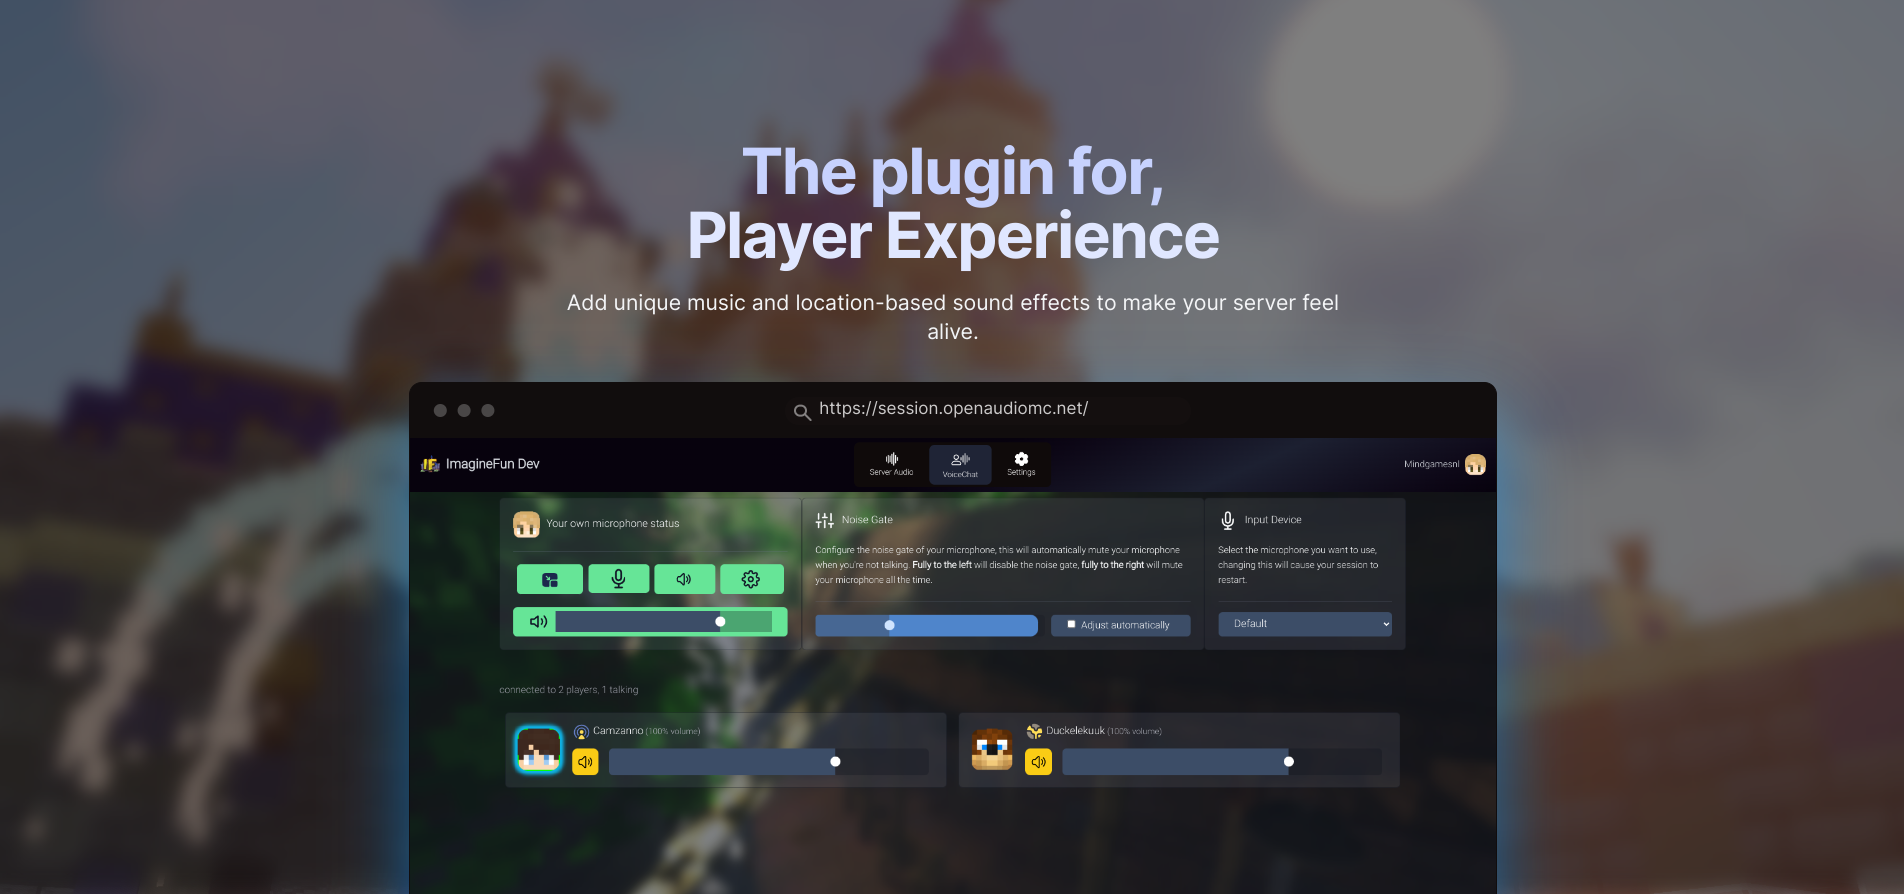 The plugin for,
Player Experience
Add unique music and location-based sound effects to make your server feel
alive.
https://session.openaudiomc.net/
IF ImagineFun Dev
Server Audio
VoiceChat
Settings
Mindgamesnl
Your own microphone status
Noise Gate
Configure the noise gate of your microphone, this will automatically mute your microphone
when you're not talking. Fully to the left will disable the noise gate, fully to the right will mute
your microphone all the time.
Adjust automatically
Input Device
Select the microphone you want to use,
changing this will cause your session to
restart.
Default
connected to 2 players, 1 talking
Camzanno (100% volume)
Duckelekuuk (100% volume)